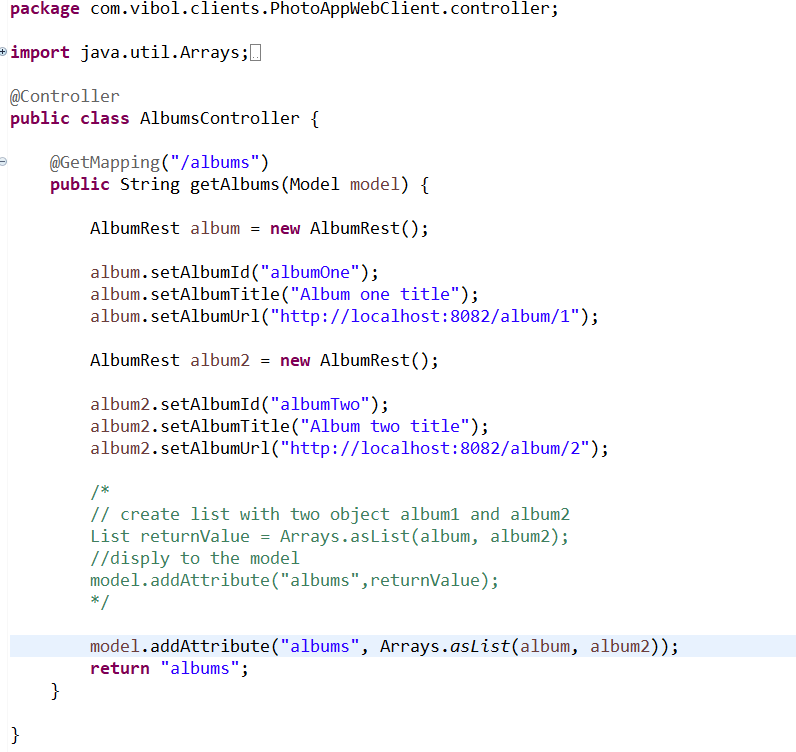 package com.vibol.clients.PhotoAppWebClient.controller;
import java.util.Arrays;
@Controller
public class AlbumsController {
@GetMapping("/albums")
public String getAlbums(Model model) {
AlbumRest album = new AlbumRest();
album.setAlbumId("albumOne");
album.setAlbumTitle("Album one title");
album.setAlbumUrl("http://localhost:8082/album/1");
AlbumRest album2 = new AlbumRest();
album2.setAlbumId("albumTwo");
album2.setAlbumTitle("Album two title");
album2.setAlbumUrl("http://localhost:8082/album/2");
/*
// create list with two object album1 and album2
List returnValue = Arrays.asList(album, album2);
//disply to the model
model.addAttribute("albums",returnValue);
*/
model.addAttribute("albums", Arrays.asList(album, album2));
return "albums";
}
}